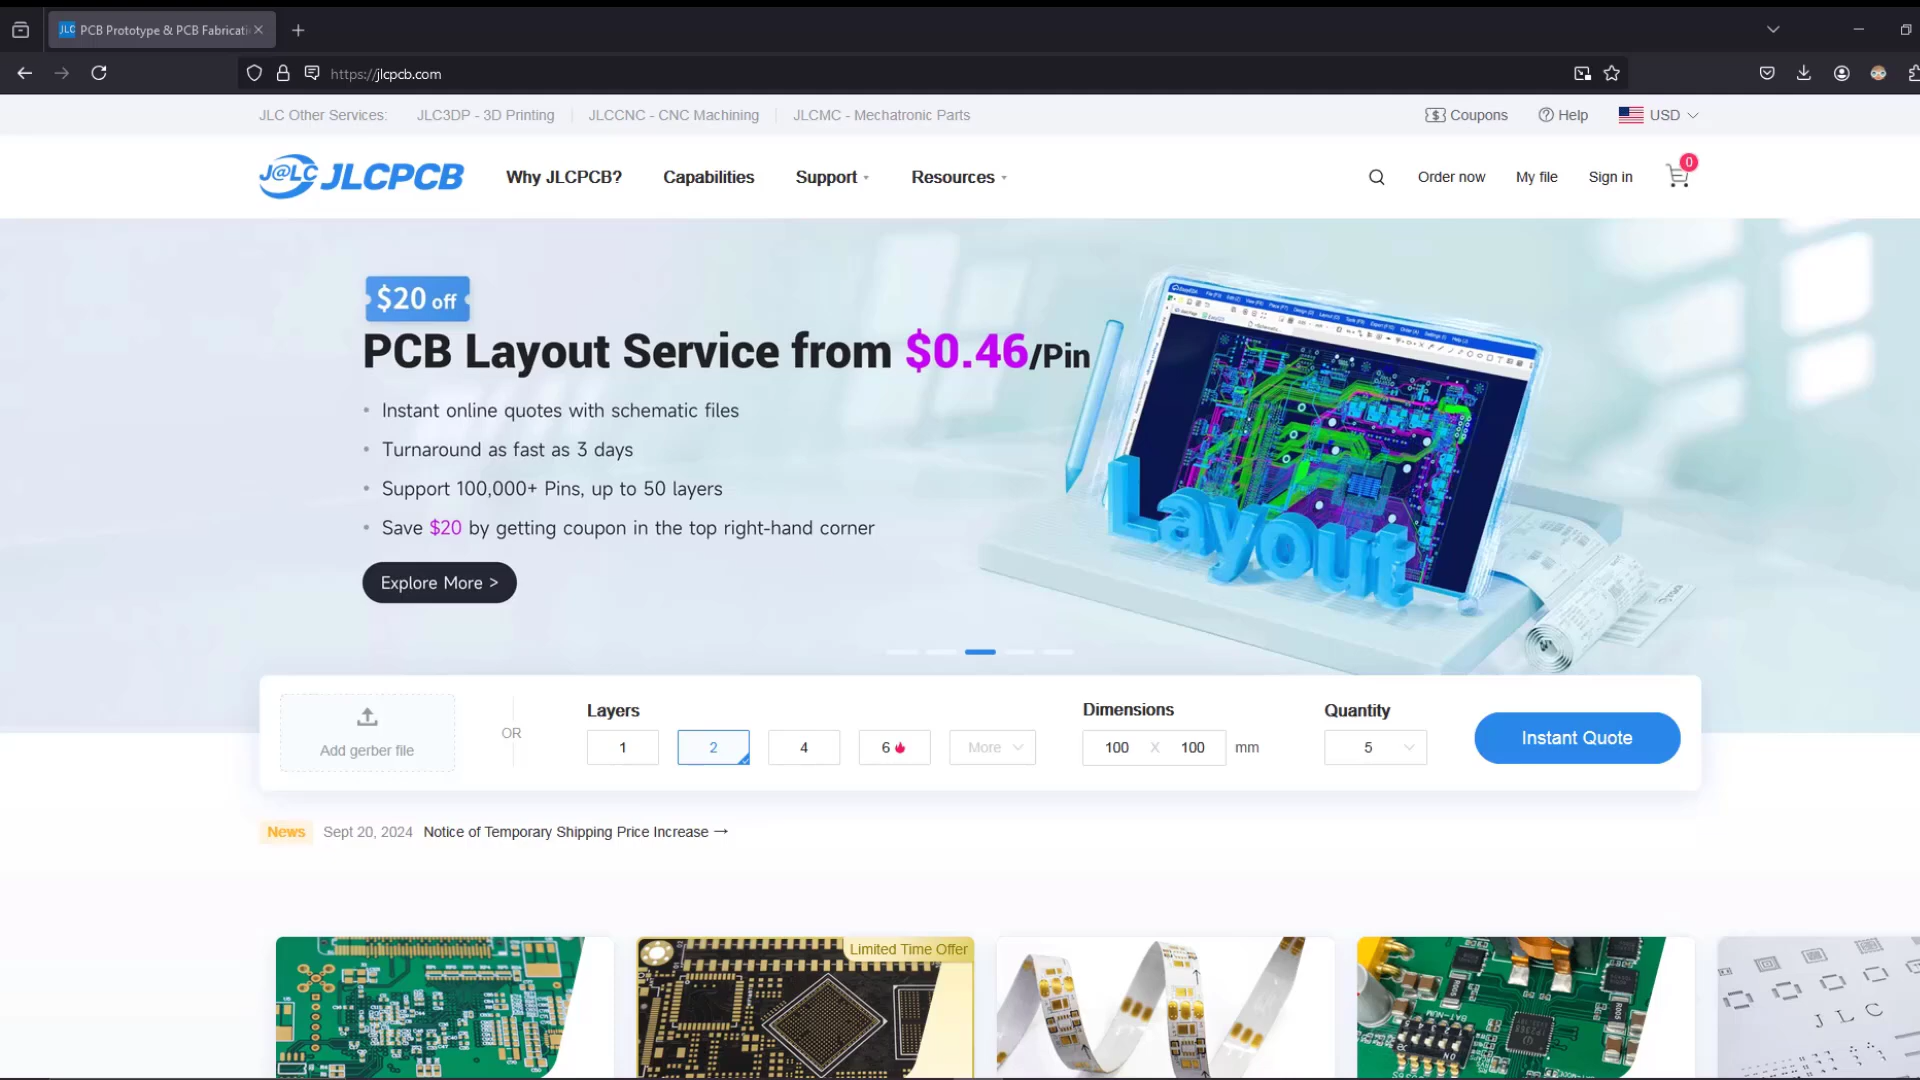 JLC PCB Prototype & PCB Fabricati
https://jlcpcb.com
JLC Other Services: JLC3DP - 3D Printing JLCCNC - CNC Machining JLCMC - Mechatronic Parts Coupons Help USD
J@LC JLCPCB Why JLCPCB? Capabilities Support Resources Order now My file Sign in 0
$20 off
PCB Layout Service from $0.46/Pin
• Instant online quotes with schematic files
• Turnaround as fast as 3 days
• Support 100,000+ Pins, up to 50 layers
• Save $20 by getting coupon in the top right-hand corner
Explore More >
Layout
Add gerber file
OR
Layers
1 2 4 6 More
Dimensions
100 X 100 mm
Quantity
5
Instant Quote
News Sept 20, 2024 Notice of Temporary Shipping Price Increase →
Limited Time Offer
J L C